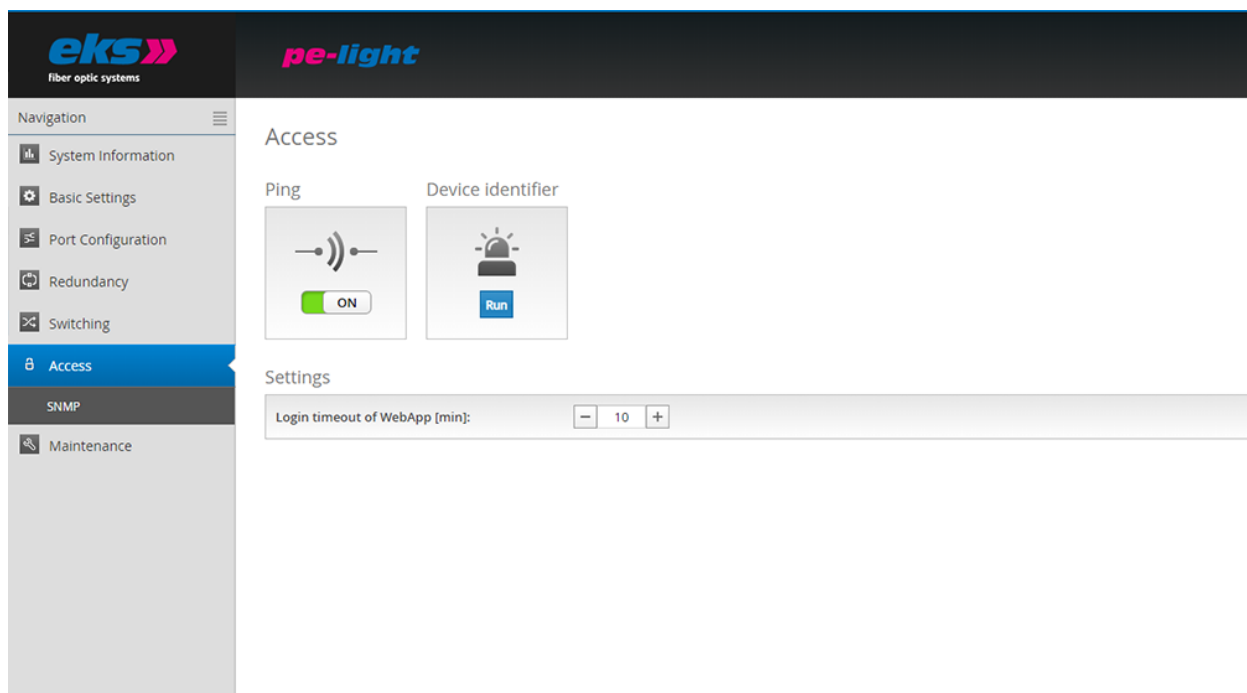 eks
fiber optic systems
pe-light
Navigation
System Information
Basic Settings
Port Configuration
Redundancy
Switching
Access
SNMP
Maintenance
Access
Ping
Device identifier
ON
Run
Settings
Login timeout of WebApp [min]:
10